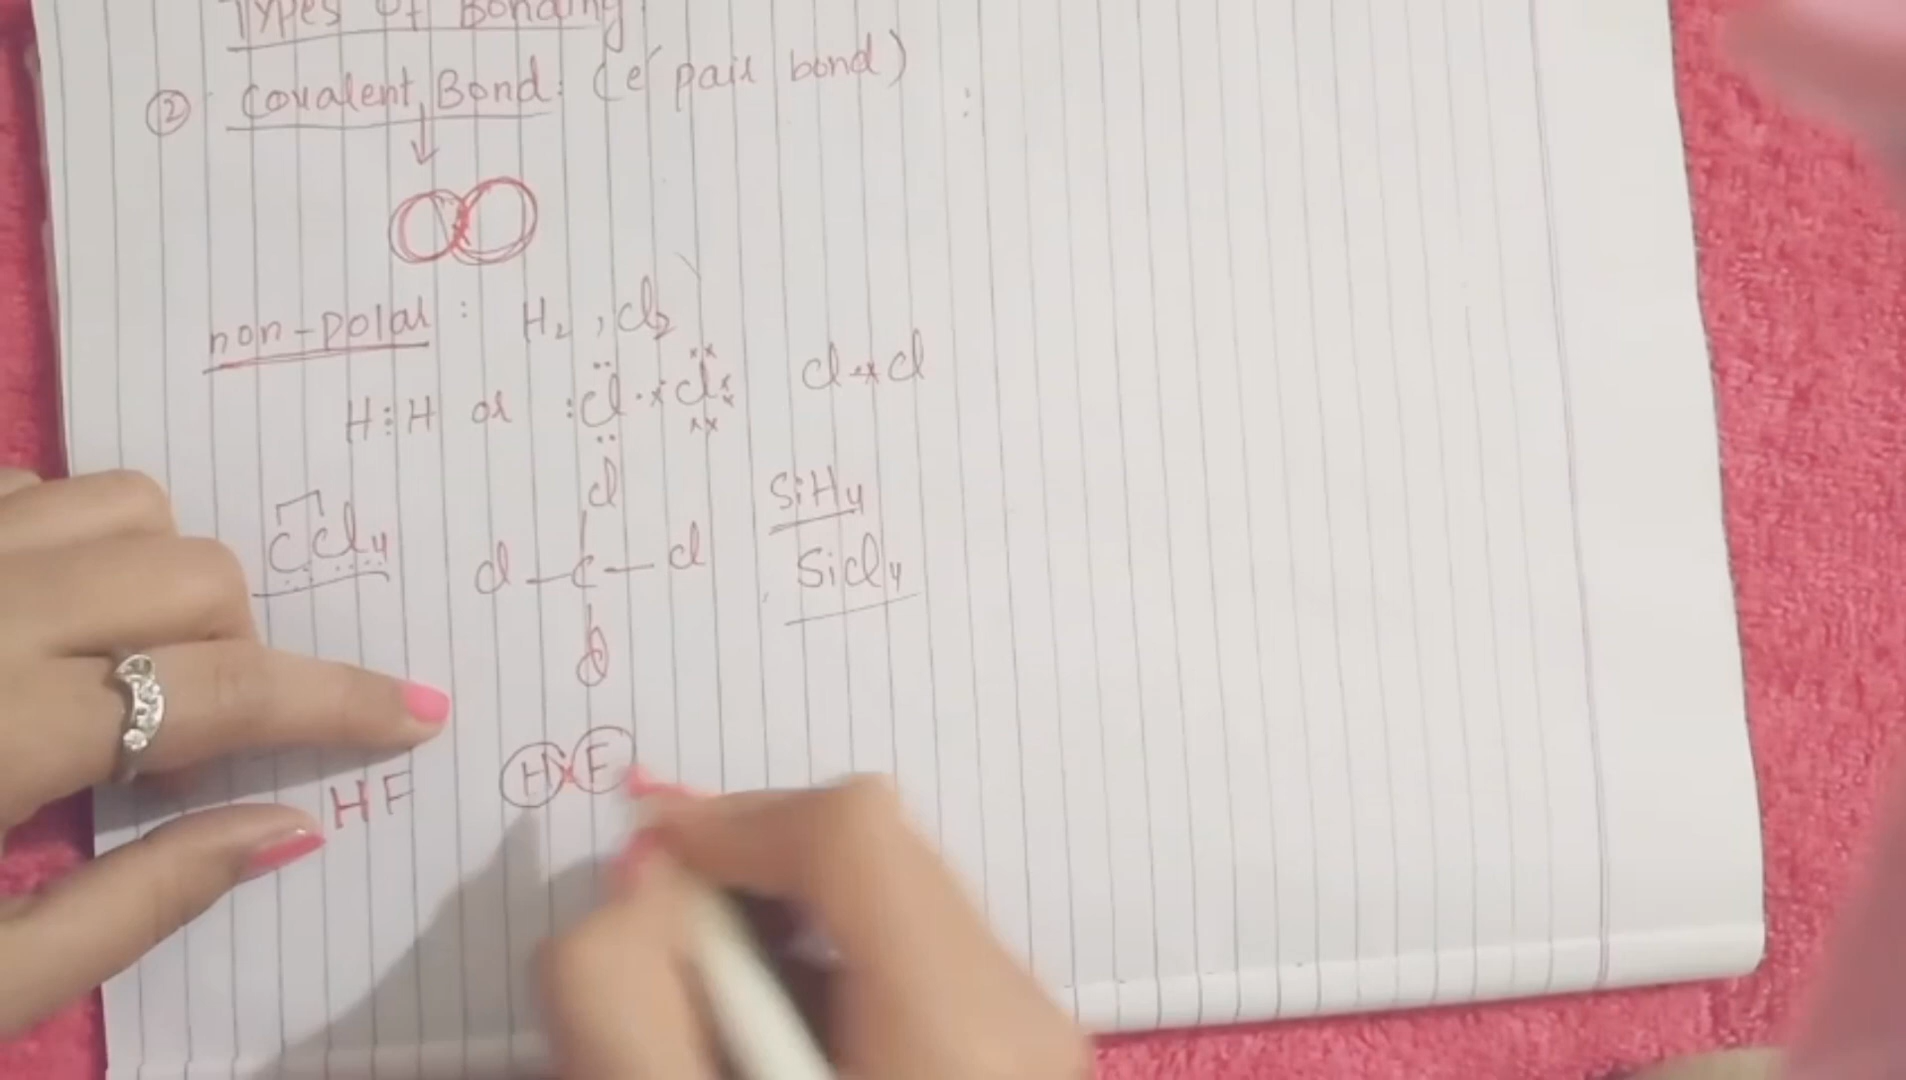 Types of Bonding
② Covalent Bond: (e⁻ pair bond)
non-polar : H₂, Cl₂
H:H or :Cl·×Cl Cl·×Cl
CCl₄
Cl
Cl — C — Cl
Cl
SiH₄
SiCl₄
HF
H × F